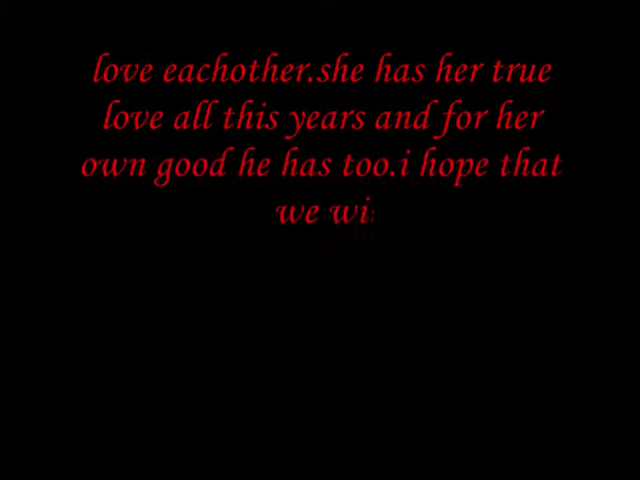 love eachother.she has her true
love all this years and for her
own good he has too.i hope that
we wi